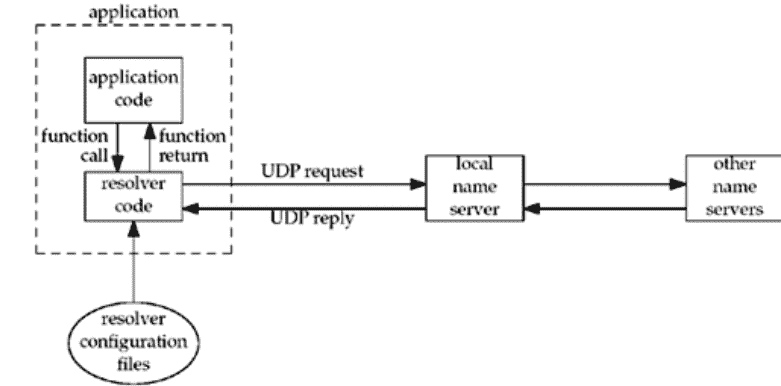 application
application
code
function
call
function
return
resolver
code
UDP request
UDP reply
local
name
server
other
name
servers
resolver
configuration
files